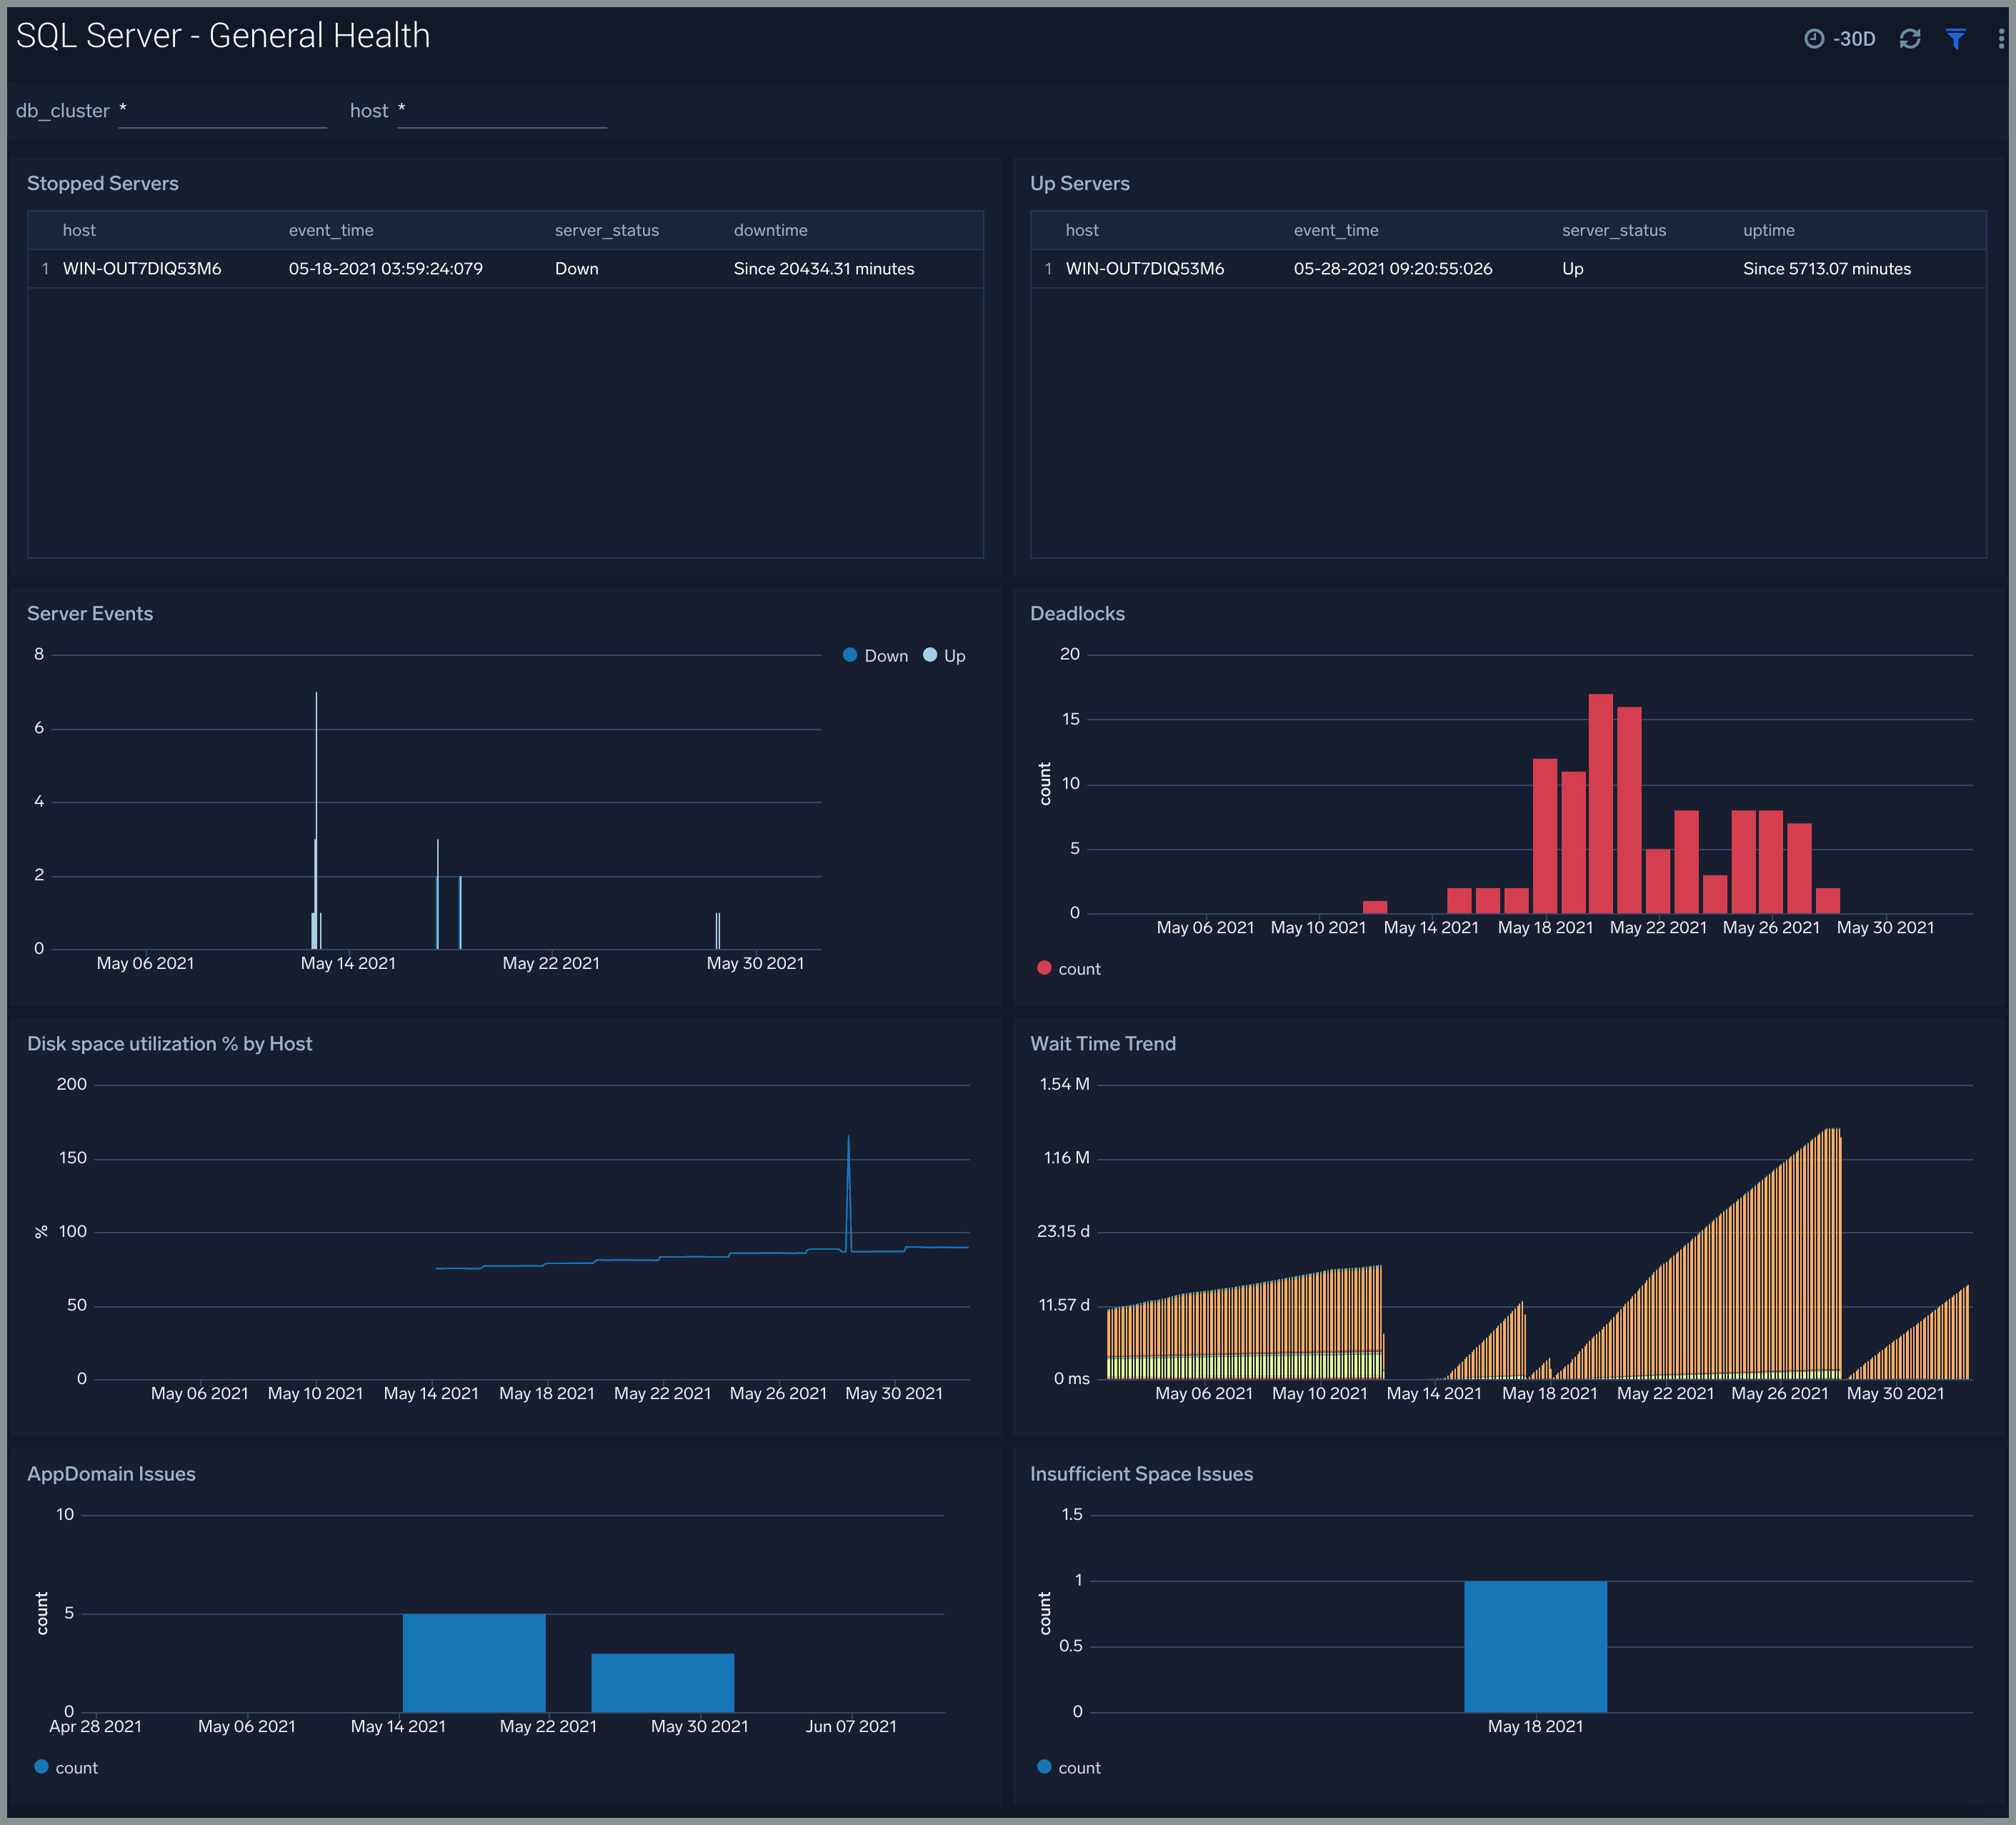 SQL Server - General Health
-30D
db_cluster *
host *
Stopped Servers
host event_time server_status downtime
1 WIN-OUT7DIQ53M6 05-18-2021 03:59:24:079 Down Since 20434.31 minutes
Up Servers
host event_time server_status uptime
1 WIN-OUT7DIQ53M6 05-28-2021 09:20:55:026 Up Since 5713.07 minutes
Server Events
8
6
4
2
0
May 06 2021 May 14 2021 May 22 2021 May 30 2021
Down Up
Deadlocks
count
20
15
10
5
0
May 06 2021 May 10 2021 May 14 2021 May 18 2021 May 22 2021 May 26 2021 May 30 2021
count
Disk space utilization % by Host
%
200
150
100
50
0
May 06 2021 May 10 2021 May 14 2021 May 18 2021 May 22 2021 May 26 2021 May 30 2021
Wait Time Trend
1.54 M
1.16 M
23.15 d
11.57 d
0 ms
May 06 2021 May 10 2021 May 14 2021 May 18 2021 May 22 2021 May 26 2021 May 30 2021
AppDomain Issues
count
10
5
0
Apr 28 2021 May 06 2021 May 14 2021 May 22 2021 May 30 2021 Jun 07 2021
count
Insufficient Space Issues
count
1.5
1
0.5
0
May 18 2021
count